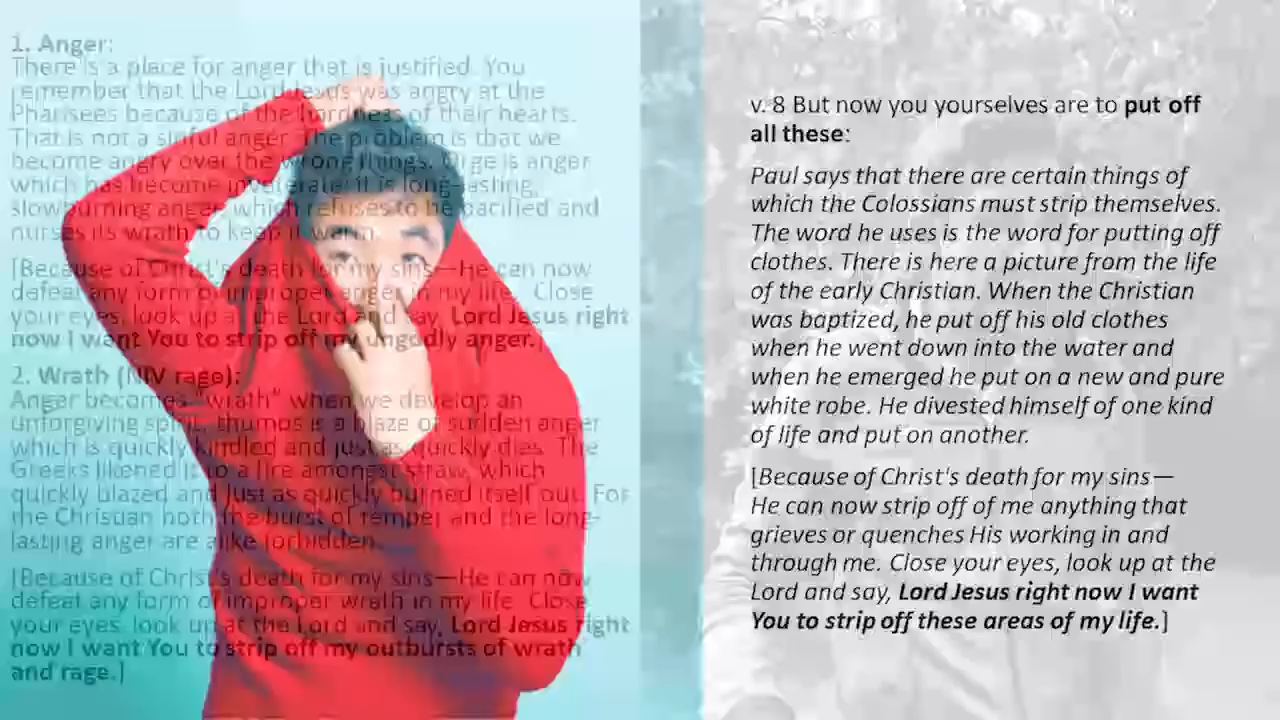 1. Anger:
There is a place for anger that is justified. You
remember that the Lord Jesus was angry at the
Pharisees because of the hardness of their hearts.
That is not a sinful anger. The problem is that we
become angry over the wrong things. Orge is anger
which has become inveterate; it is long-lasting,
slow burning anger which refuses to be pacified and
nurses its wrath to keep it warm.
[Because of Christ's death for my sins—He can now
defeat any form of improper anger in my life. Close
your eyes, look up at the Lord and say, Lord Jesus right
now I want You to strip off my ungodly anger.]
2. Wrath (NIV rage):
Anger becomes "wrath" when we develop an
unforgiving spirit, thumos is a blaze of sudden anger
which is quickly kindled and just as quickly dies. The
Greeks likened it to a fire amongst straw, which
quickly blazed and just as quickly burned itself out. For
the Christian both the burst of temper and the long-
lasting anger are alike forbidden.
[Because of Christ's death for my sins—He can now
defeat any form of improper wrath in my life. Close
your eyes, look up at the Lord and say, Lord Jesus right
now I want You to strip off my outbursts of wrath
and rage.]
v. 8 But now you yourselves are to put off
all these:
Paul says that there are certain things of
which the Colossians must strip themselves.
The word he uses is the word for putting off
clothes. There is here a picture from the life
of the early Christian. When the Christian
was baptized, he put off his old clothes
when he went down into the water and
when he emerged he put on a new and pure
white robe. He divested himself of one kind
of life and put on another.
[Because of Christ's death for my sins—
He can now strip off of me anything that
grieves or quenches His working in and
through me. Close your eyes, look up at the
Lord and say, Lord Jesus right now I want
You to strip off these areas of my life.]